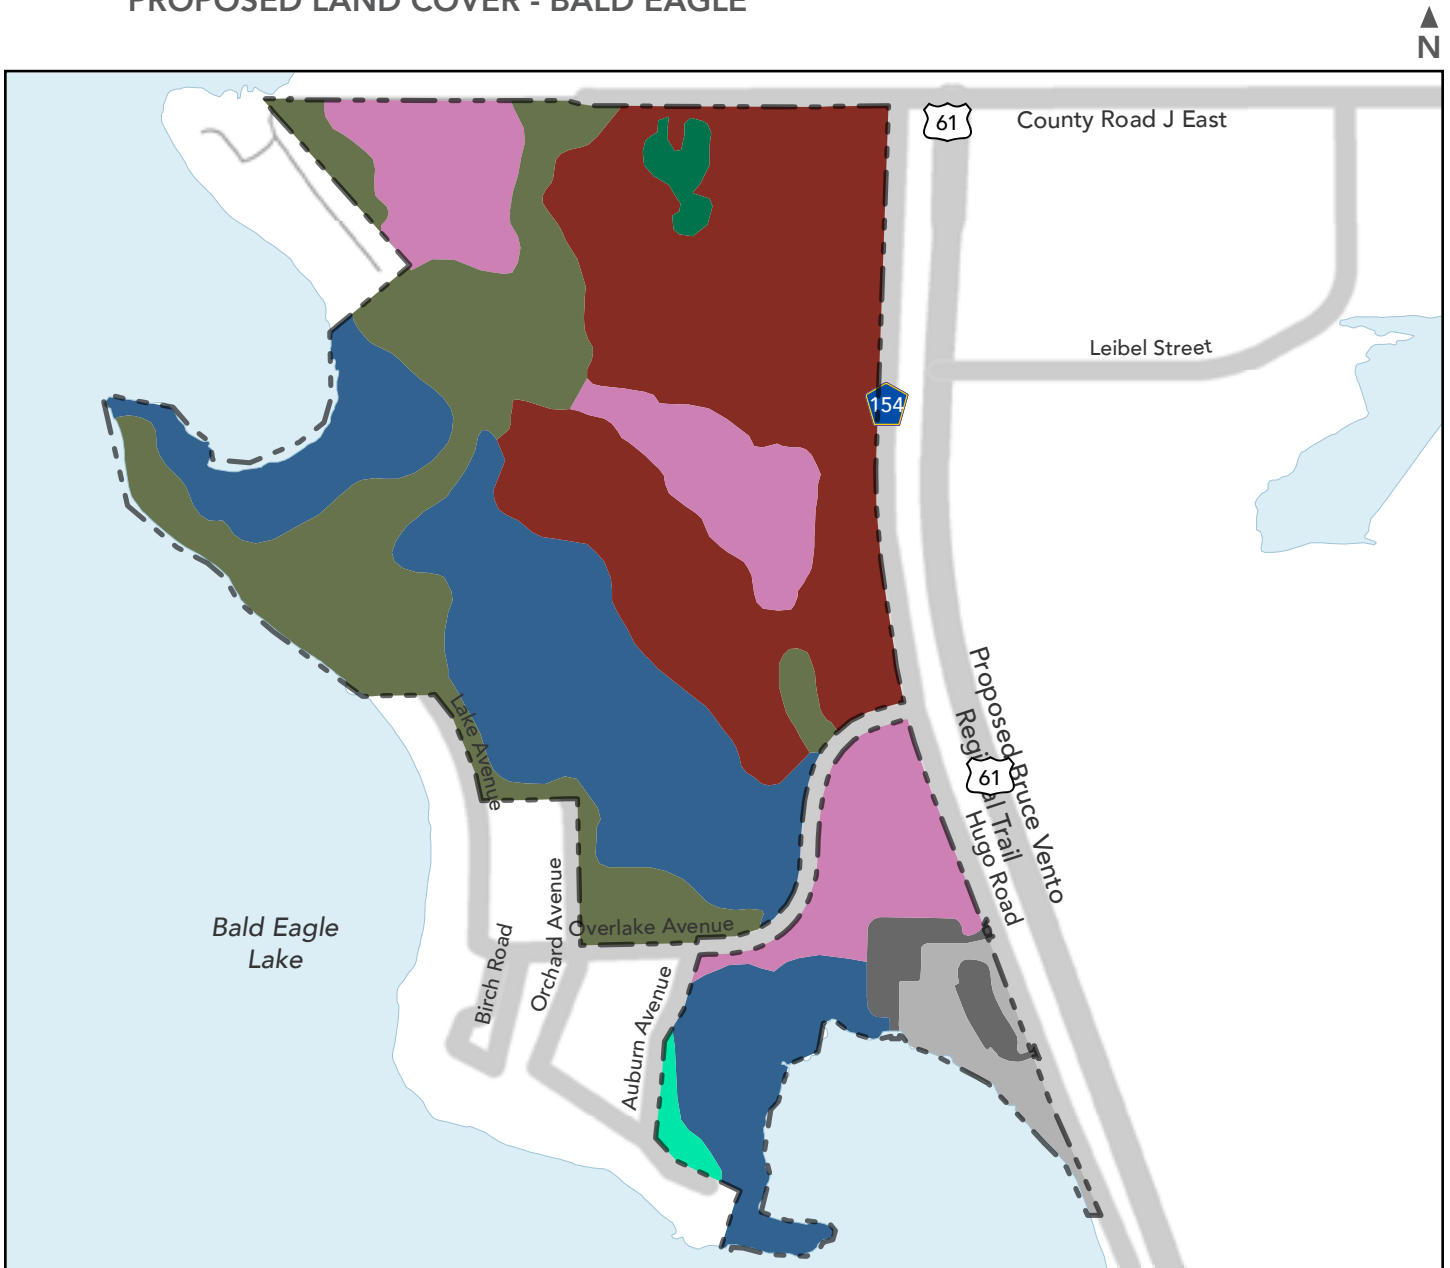 PROPOSED LAND COVER - BALD EAGLE
N
61
County Road J East
Leibel Street
154
Proposed Bruce Vento
Regional Trail
61
Hugo Road
Lake Avenue
Bald Eagle
Lake
Birch Road
Orchard Avenue
Overlake Avenue
Auburn Avenue